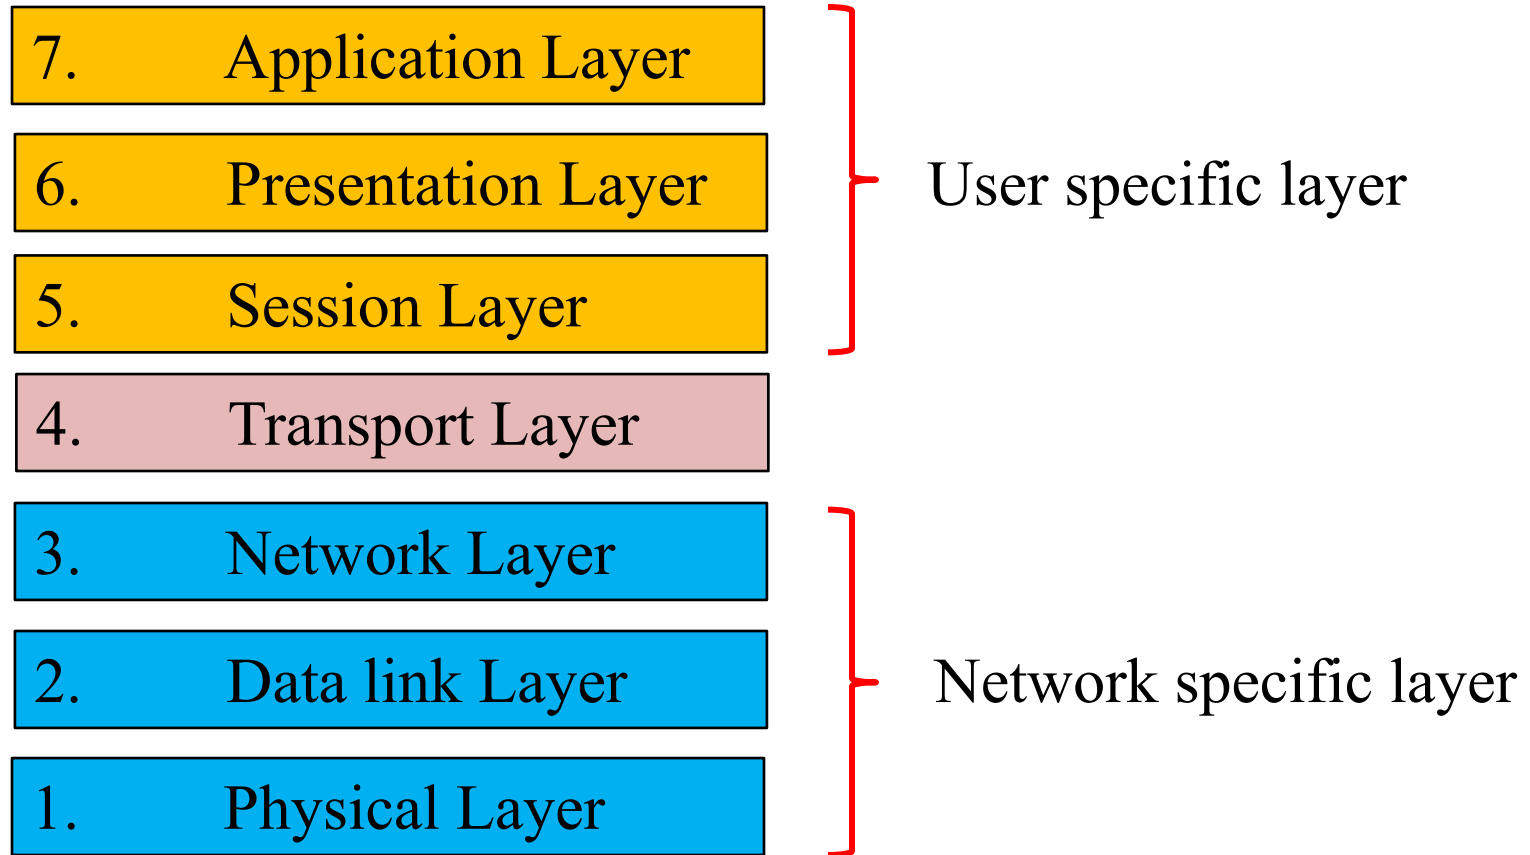 7. Application Layer
6. Presentation Layer
User specific layer
5. Session Layer
4. Transport Layer
3. Network Layer
2. Data link Layer
Network specific layer
1. Physical Layer